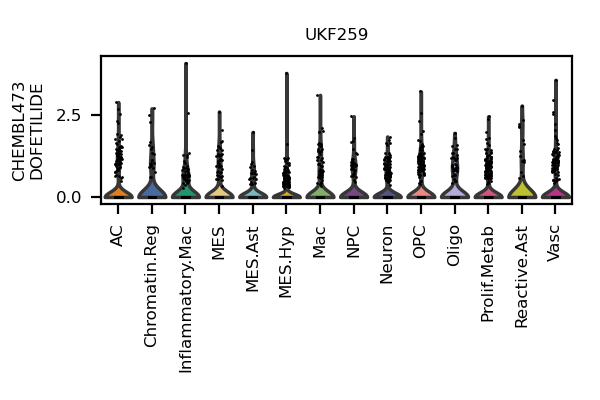 UKF259
CHEMBL473
DOFETILIDE
2.5
0.0
AC
Chromatin.Reg
Inflammatory.Mac
MES
MES.Ast
MES.Hyp
Mac
NPC
Neuron
OPC
Oligo
Prolif.Metab
Reactive.Ast
Vasc